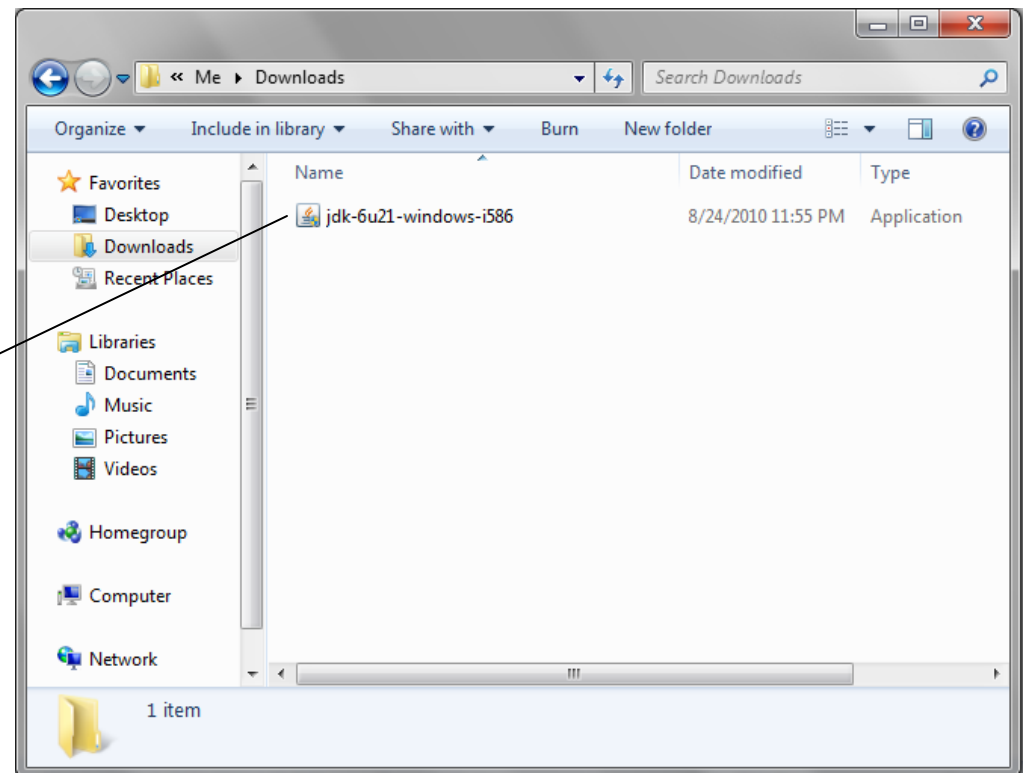 « Me ▸ Downloads
Search Downloads
Organize Include in library Share with Burn New folder
Name Date modified Type
jdk-6u21-windows-i586 8/24/2010 11:55 PM Application
Favorites
Desktop
Downloads
Recent Places
Libraries
Documents
Music
Pictures
Videos
Homegroup
Computer
Network
1 item